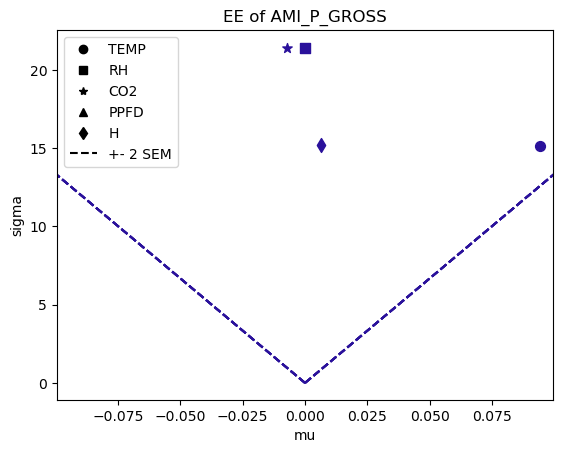 EE of AMI_P_GROSS
TEMP
RH
CO2
PPFD
H
+- 2 SEM
sigma
20
15
10
5
0
−0.075
−0.050
−0.025
0.000
0.025
0.050
0.075
mu